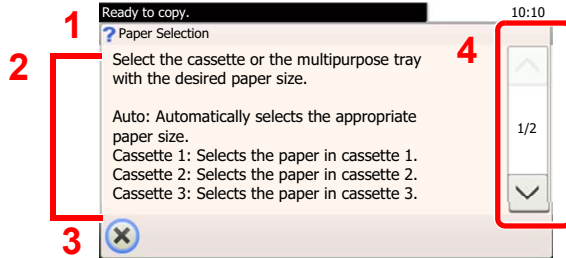 Ready to copy.
10:10
1
? Paper Selection
2
Select the cassette or the multipurpose tray
with the desired paper size.
4
Auto: Automatically selects the appropriate
paper size.
1/2
Cassette 1: Selects the paper in cassette 1.
Cassette 2: Selects the paper in cassette 2.
Cassette 3: Selects the paper in cassette 3.
3